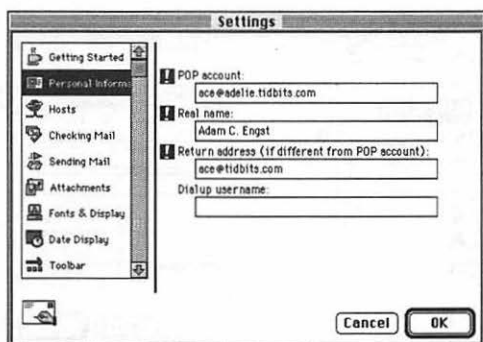 Settings
Getting Started
Personal Informa
Hosts
Checking Mail
Sending Mail
Attachments
Fonts & Display
Date Display
Toolbar
POP account:
ace@adelie.tidbits.com
Real name:
Adam C. Engst
Return address (if different from POP account):
ace@tidbits.com
Dialup username:
Cancel
OK